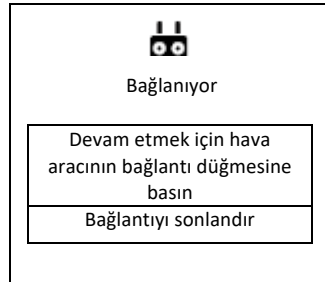 Bağlanıyor
Devam etmek için hava
aracının bağlantı düğmesine
basın
Bağlantıyı sonlandır